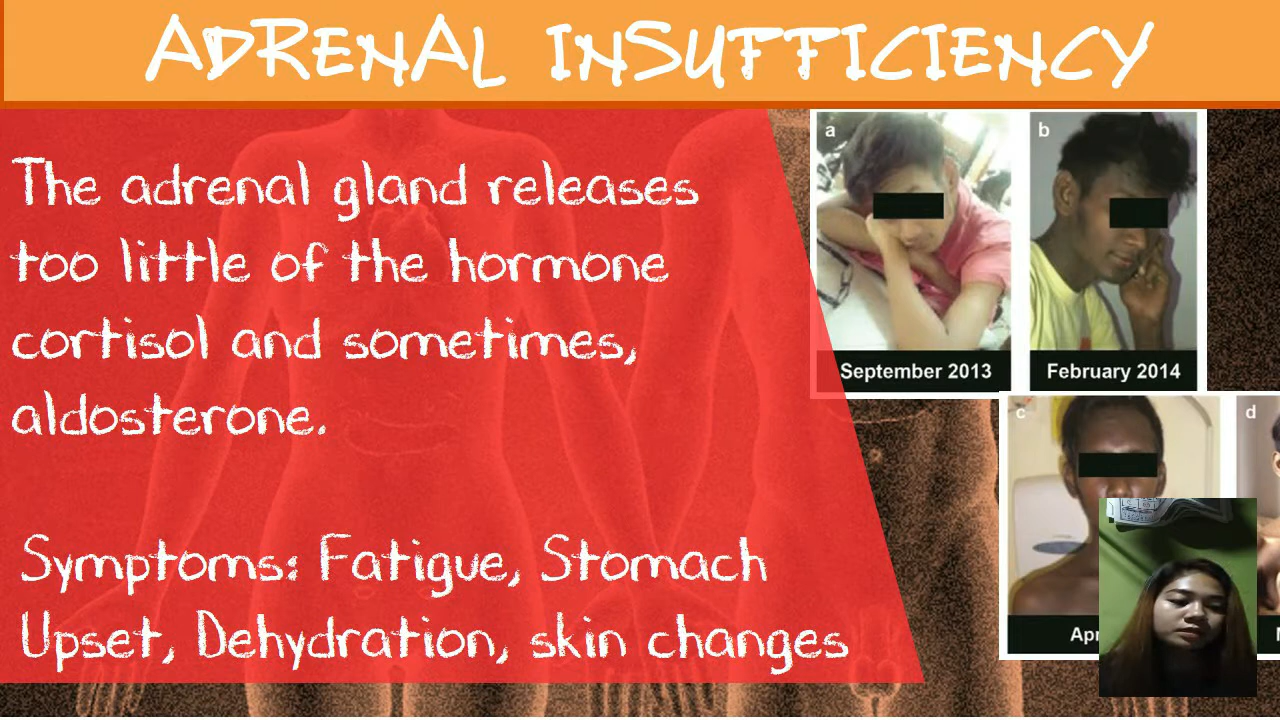 ADRENAL INSUFFICIENCY
The adrenal gland releases
too little of the hormone
cortisol and sometimes,
aldosterone.
Symptoms: Fatigue, Stomach
Upset, Dehydration, skin changes
a
b
September 2013
February 2014
c
d